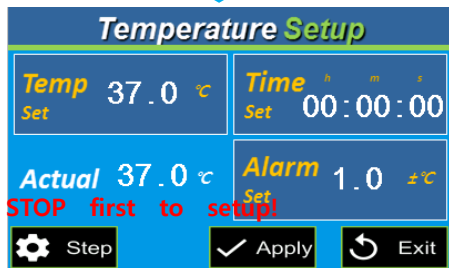 Temperature Setup
Temp Set 37.0 ℃
Time Set h m s 00:00:00
Actual 37.0 ℃
Alarm Set 1.0 ±℃
STOP first to setup!
Step Apply Exit